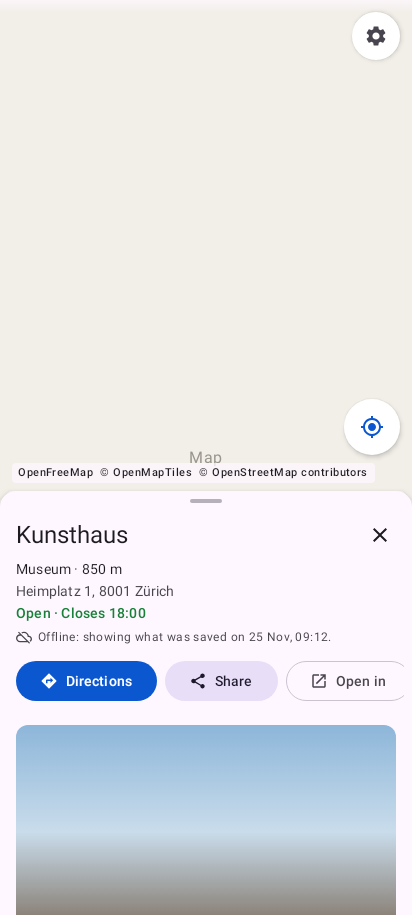 Map
OpenFreeMap © OpenMapTiles © OpenStreetMap contributors
Kunsthaus
Museum · 850 m
Heimplatz 1, 8001 Zürich
Open · Closes 18:00
Offline: showing what was saved on 25 Nov, 09:12.
Directions Share Open in